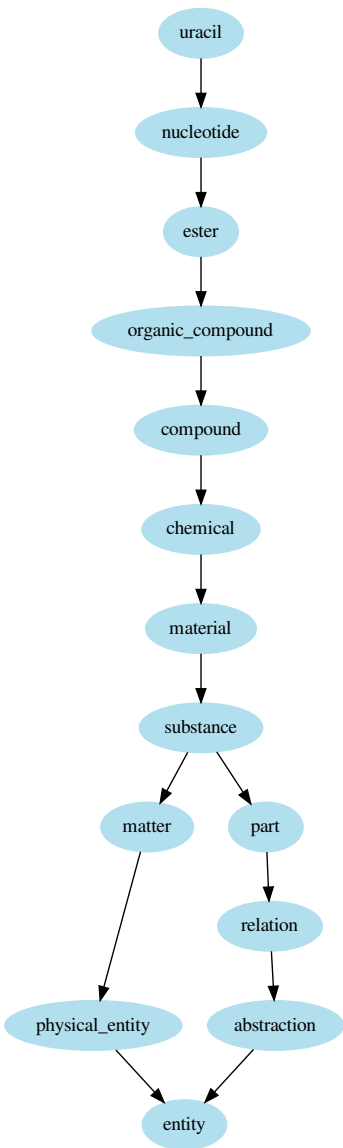 uracil
nucleotide
ester
organic_compound
compound
chemical
material
substance
matter
part
relation
physical_entity
abstraction
entity